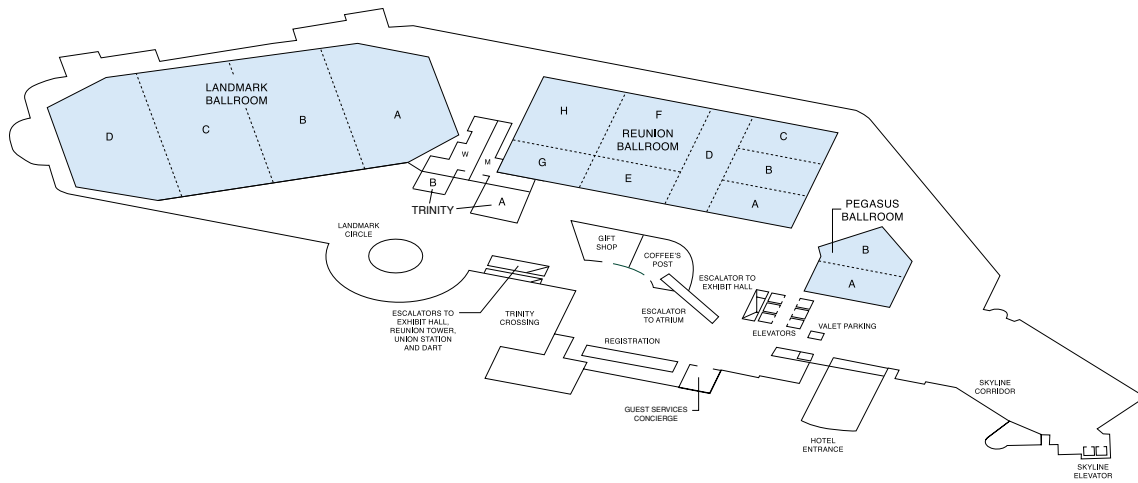 LANDMARK
BALLROOM
D
C
B
A
W
M
B
A
TRINITY
H
F
REUNION
BALLROOM
G
E
D
C
B
A
PEGASUS
BALLROOM
B
A
LANDMARK
CIRCLE
GIFT
SHOP
COFFEE'S
POST
ESCALATOR TO
EXHIBIT HALL
ESCALATOR
TO ATRIUM
ESCALATORS TO
EXHIBIT HALL,
REUNION TOWER,
UNION STATION
AND DART
TRINITY
CROSSING
REGISTRATION
ELEVATORS
VALET PARKING
GUEST SERVICES
CONCIERGE
HOTEL
ENTRANCE
SKYLINE
CORRIDOR
SKYLINE
ELEVATOR